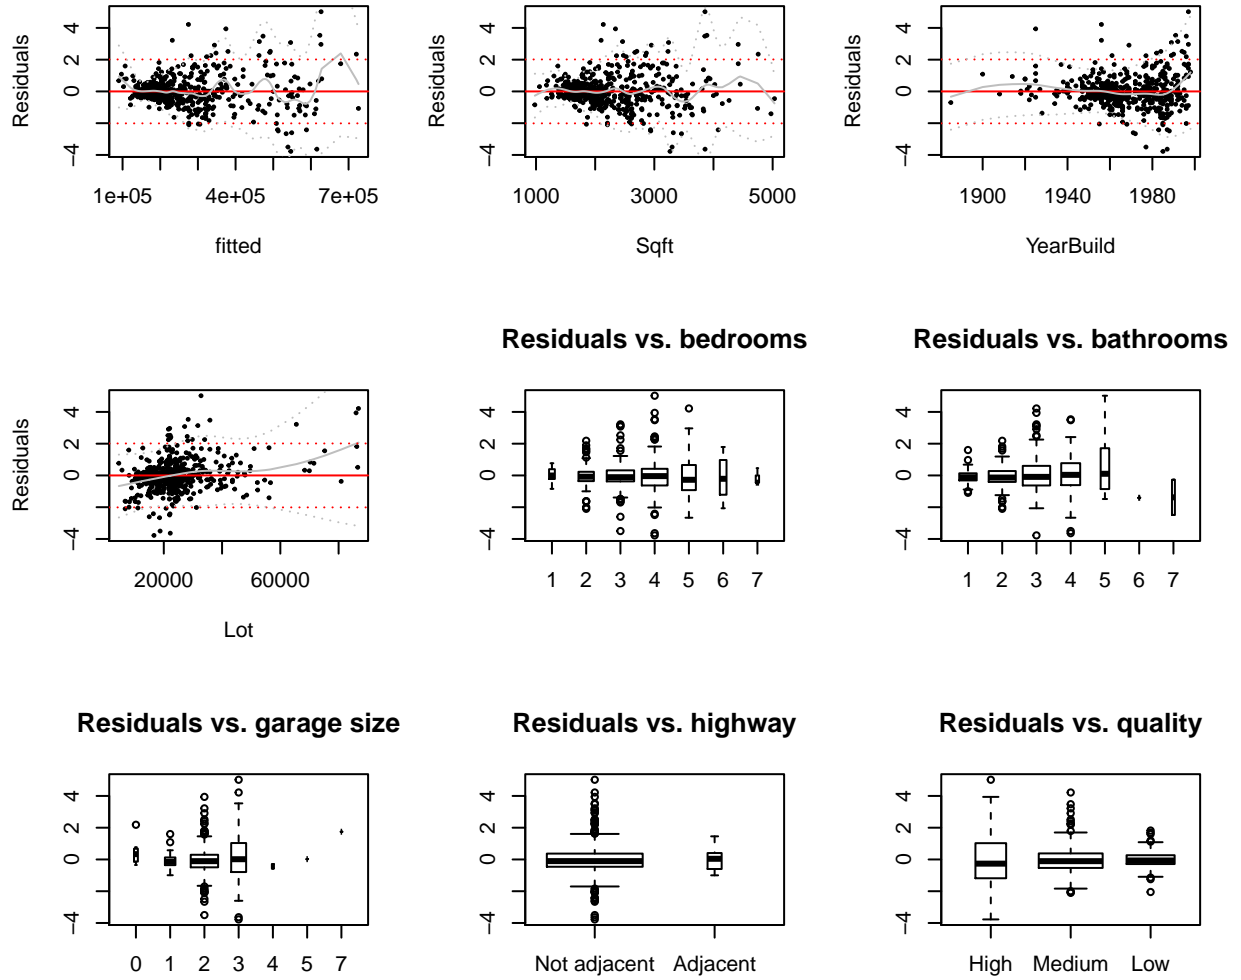 Residuals
4
2
0
−4
1e+05
4e+05
7e+05
fitted
Residuals
4
2
0
−4
1000
3000
5000
Sqft
Residuals
4
2
0
−4
1900
1940
1980
YearBuild
Residuals
4
2
0
−4
20000
60000
Lot
Residuals vs. bedrooms
4
2
0
−4
1 2 3 4 5 6 7
Residuals vs. bathrooms
4
2
0
−4
1 2 3 4 5 6 7
Residuals vs. garage size
4
2
0
−4
0 1 2 3 4 5 7
Residuals vs. highway
4
2
0
−4
Not adjacent Adjacent
Residuals vs. quality
4
2
0
−4
High Medium Low